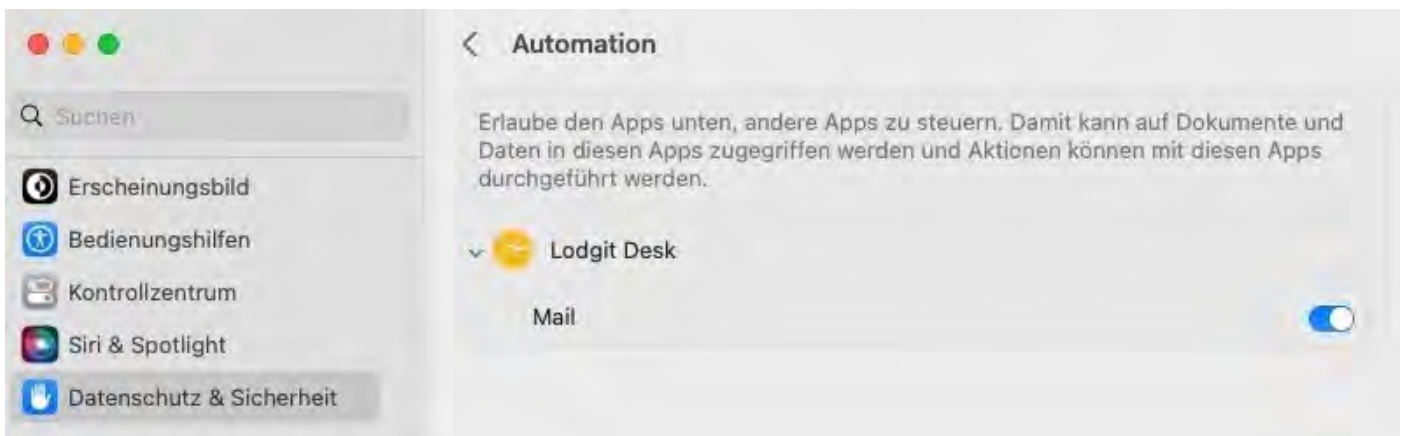 Automation
Suchen
Erlaube den Apps unten, andere Apps zu steuern. Damit kann auf Dokumente und
Daten in diesen Apps zugegriffen werden und Aktionen können mit diesen Apps
durchgeführt werden.
Erscheinungsbild
Bedienungshilfen
Kontrollzentrum
Siri & Spotlight
Datenschutz & Sicherheit
Lodgit Desk
Mail